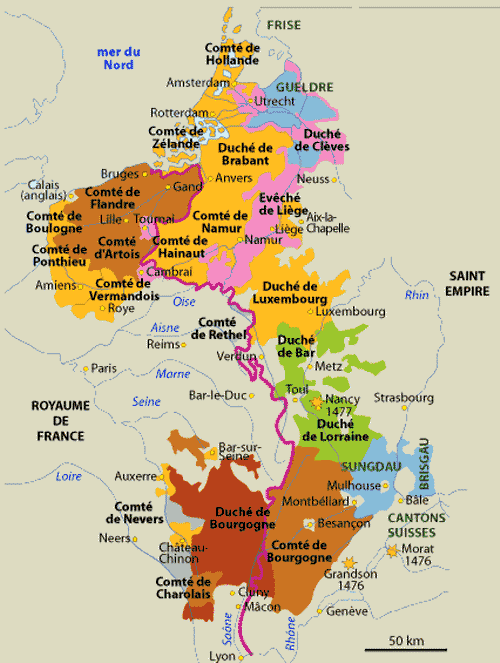 FRISE
mer du
Nord
Comté de
Hollande
Amsterdam
GUELDRE
Utrecht
Rotterdam
Comté de
Zélande
Duché
de Clèves
Duché de
Brabant
Bruges
Anvers
Neuss
Calais
(anglais)
Gand
Comté de
Flandre
Evêché
de Liège
Comté de
Boulogne
Lille
Tournai
Comté de
Namur
Aix-la-
Chapelle
Liège
Comté
d'Artois
Comté de
Hainaut
Namur
Comté de
Ponthieu
Cambrai
SAINT
EMPIRE
Amiens
Comté de
Vermandois
Duché de
Luxembourg
Rhin
Oise
Roye
Luxembourg
Aisne
Comté
de Rethel
Reims
Duché
de Bar
Verdun
Metz
Paris
Marne
Toul
Bar-le-Duc
Nancy
1477
Strasbourg
Seine
ROYAUME
DE
FRANCE
Duché
de Lorraine
Bar-sur-
Seine
SUNGDAU
BRISGAU
Loire
Auxerre
Mulhouse
Montbéliard
Bâle
Comté
de Nevers
Duché de
Bourgogne
Besançon
CANTONS
SUISSES
Neers
Château-
Chinon
Comté de
Bourgogne
Morat
1476
Grandson
1476
Comté de
Charolais
Cluny
Mâcon
Genève
Saône
Rhône
50 km
Lyon